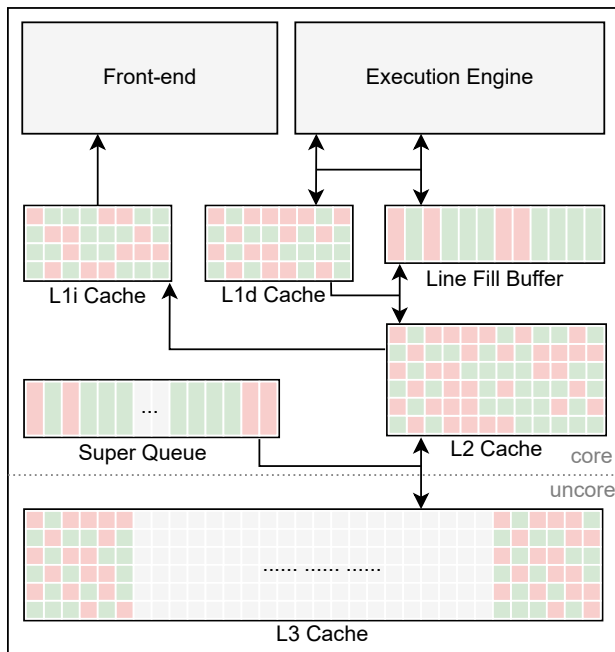 Front-end
Execution Engine
L1i Cache
L1d Cache
Line Fill Buffer
...
Super Queue
L2 Cache
core
uncore
...... ...... ......
L3 Cache